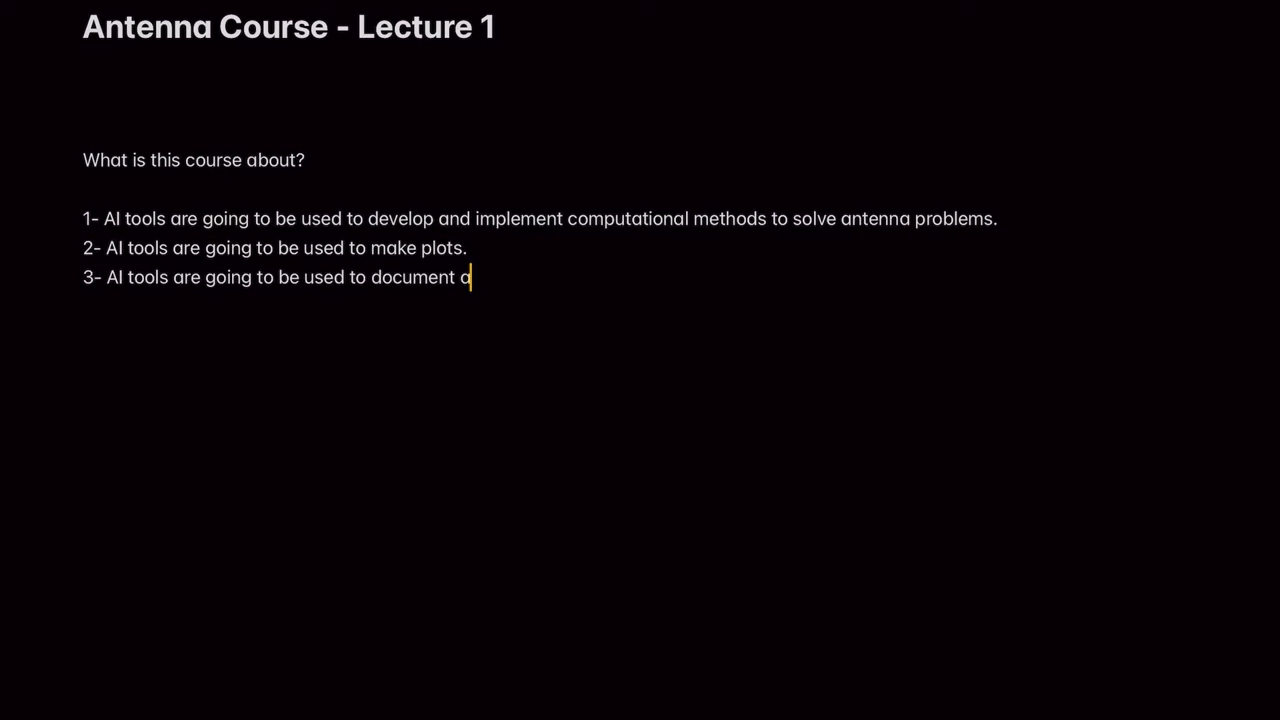 Antenna Course - Lecture 1
What is this course about?
1- AI tools are going to be used to develop and implement computational methods to solve antenna problems.
2- AI tools are going to be used to make plots.
3- AI tools are going to be used to document a